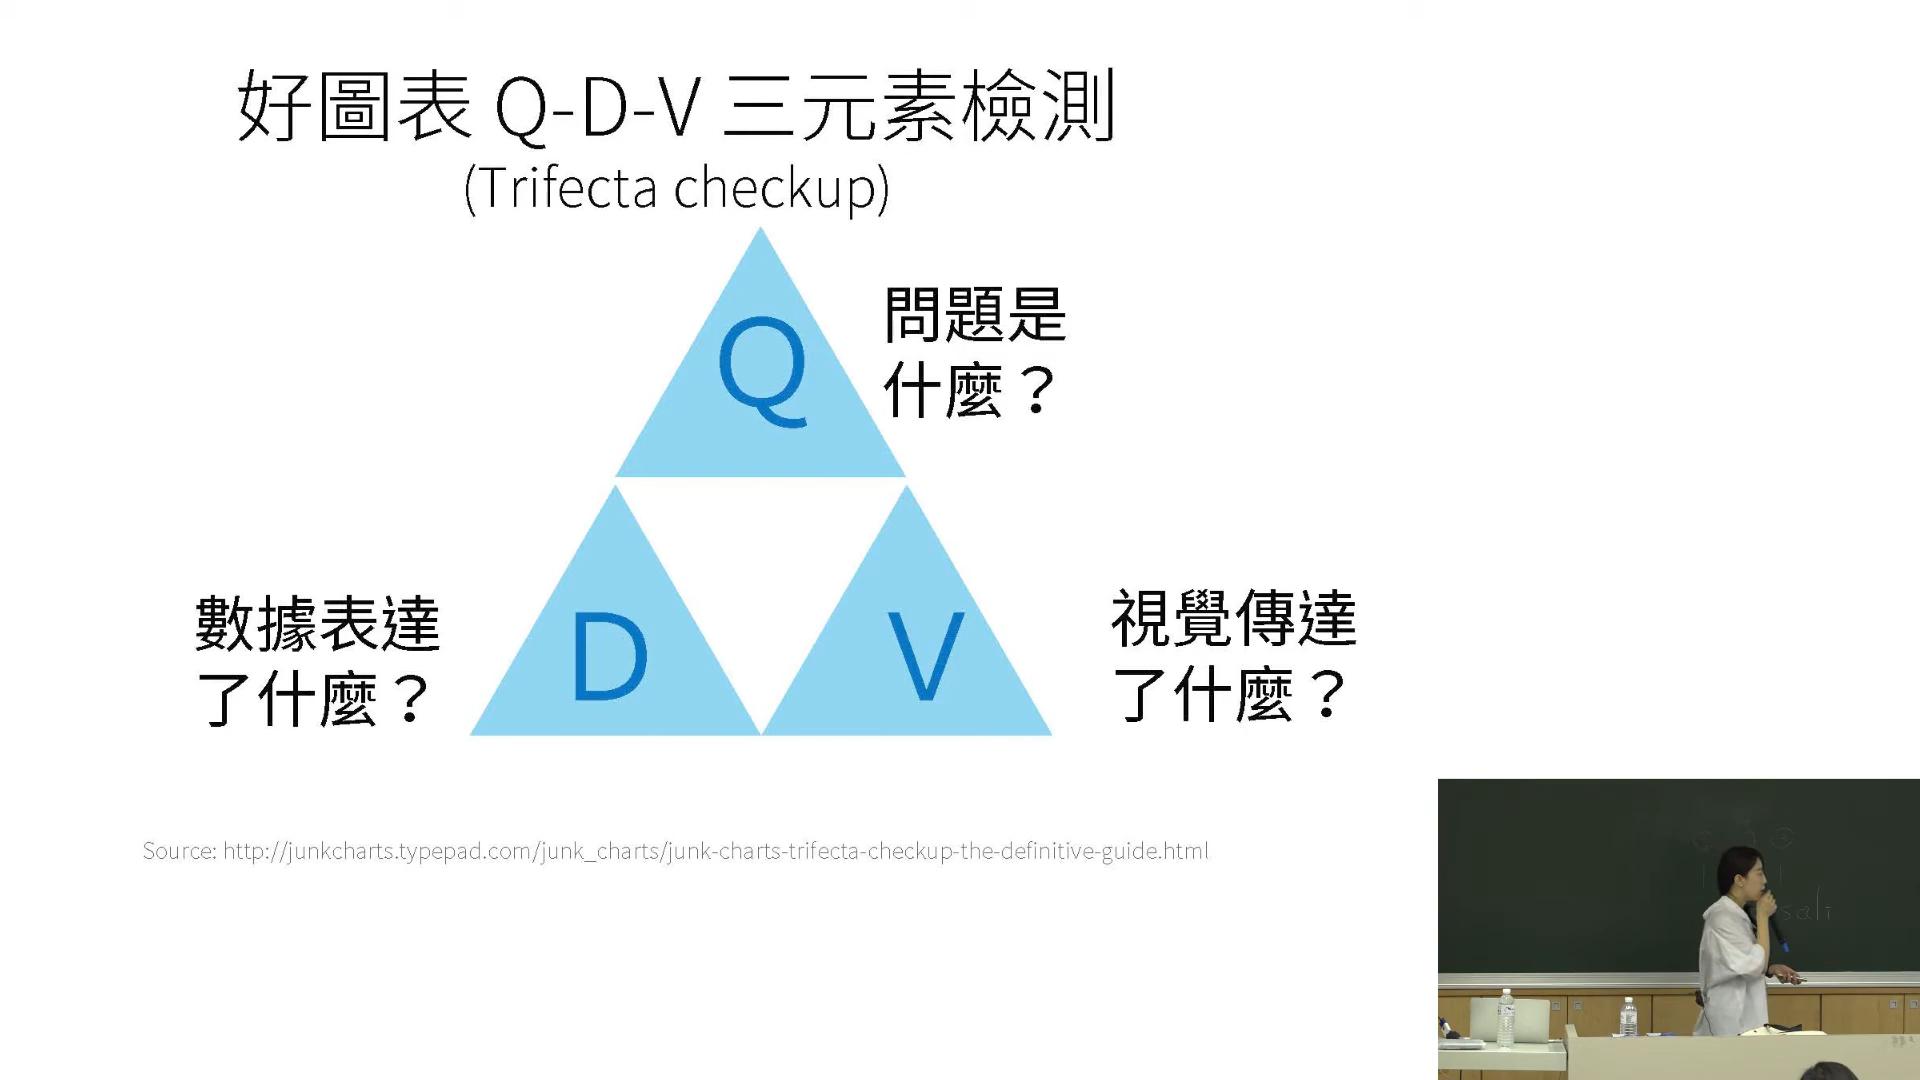 好圖表 Q-D-V 三元素檢測
(Trifecta checkup)
Q
問題是
什麼？
D
數據表達
了什麼？
V
視覺傳達
了什麼？
Source: http://junkcharts.typepad.com/junk_charts/junk-charts-trifecta-checkup-the-definitive-guide.html